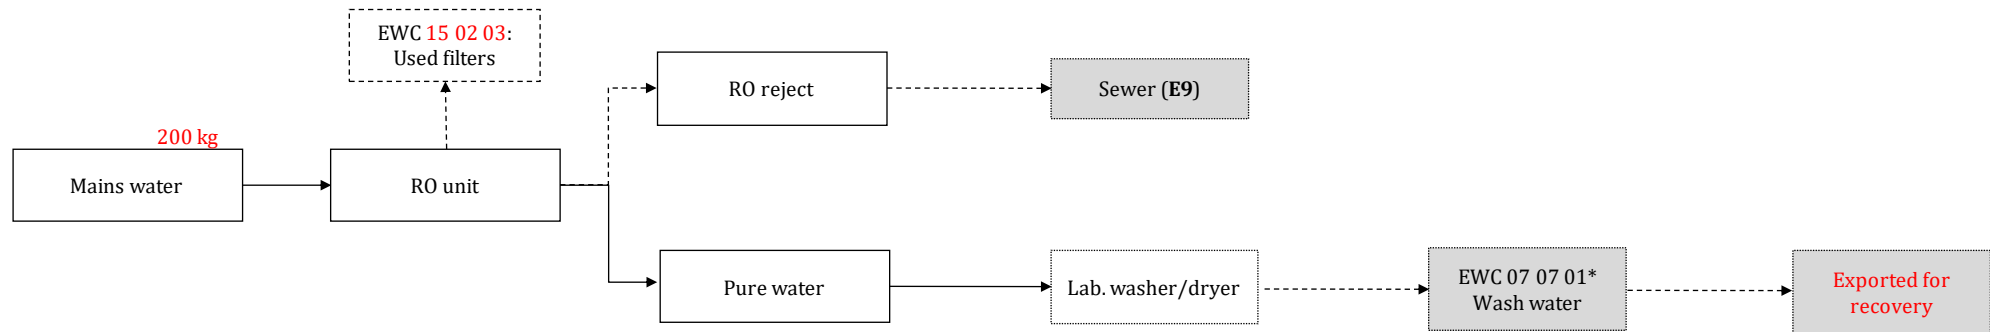 EWC 15 02 03:
Used filters
RO reject
Sewer (E9)
200 kg
Mains water
RO unit
Pure water
Lab. washer/dryer
EWC 07 07 01*
Wash water
Exported for
recovery